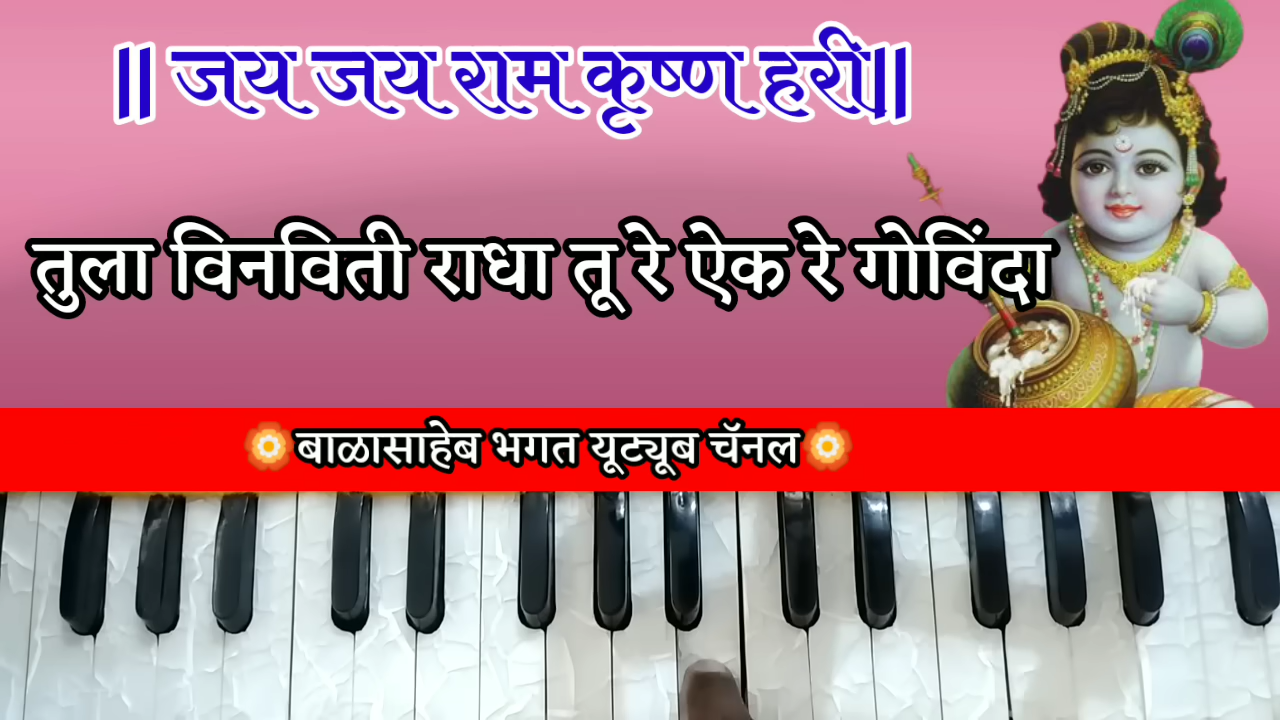 || जय जय राम कृष्ण हरी||
तुला विनविती राधा तू रे ऐक रे गोविंदा
बाळासाहेब भगत यूट्यूब चॅनल